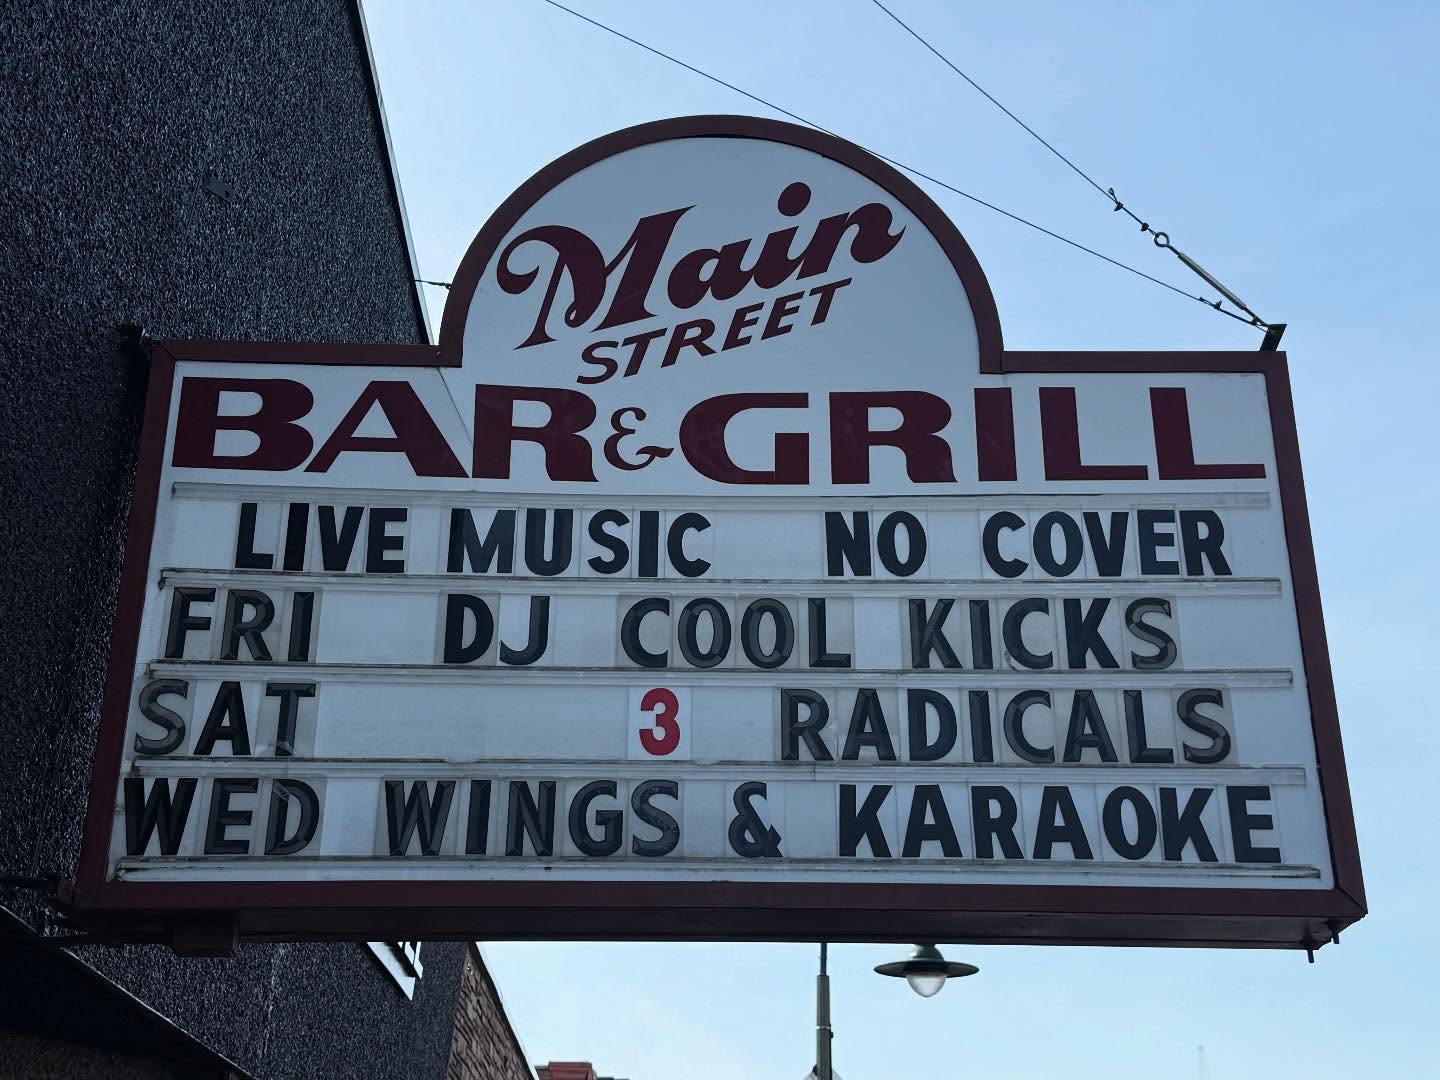 Main
STREET
BAR & GRILL
LIVE MUSIC NO COVER
FRI DJ COOL KICKS
SAT 3 RADICALS
WED WINGS & KARAOKE